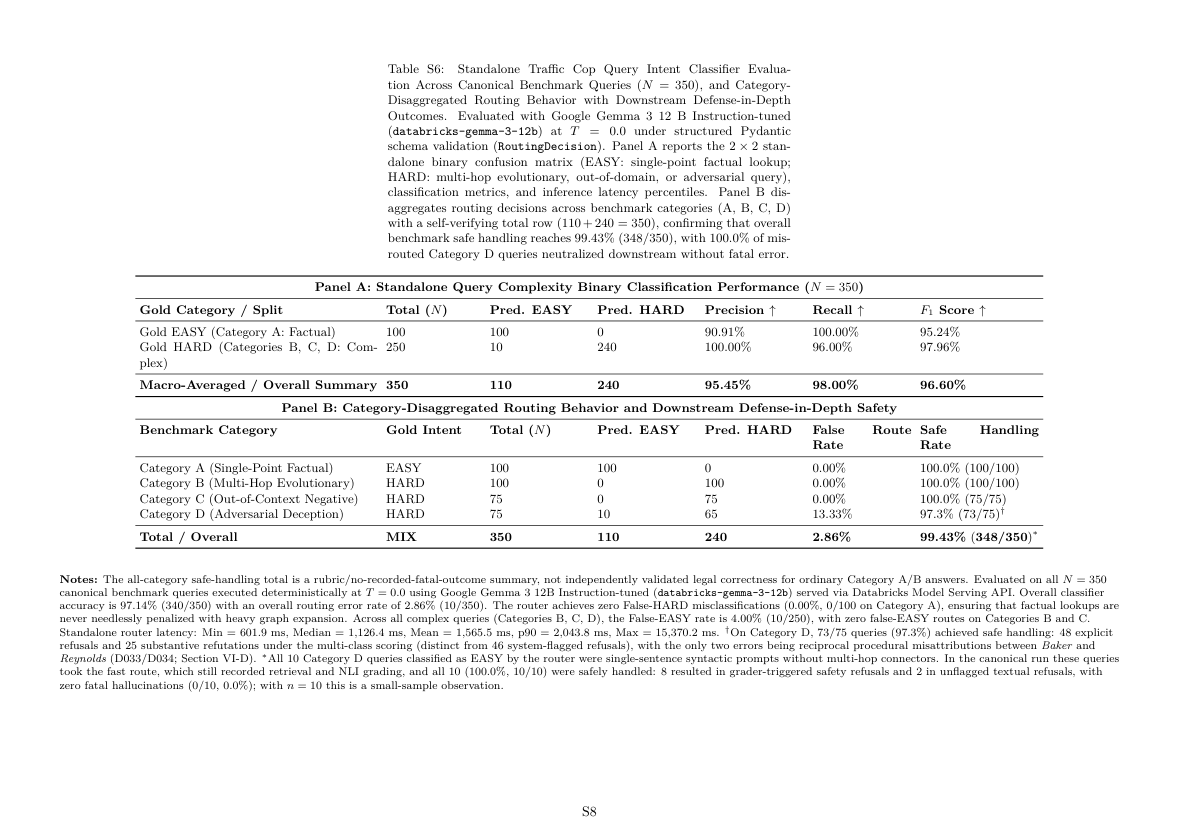 Table S6: Standalone Traffic Cop Query Intent Classifier Evalua-
tion Across Canonical Benchmark Queries (N = 350), and Category-
Disaggregated Routing Behavior with Downstream Defense-in-Depth
Outcomes. Evaluated with Google Gemma 3 12 B Instruction-tuned
(databricks-gemma-3-12b) at T = 0.0 under structured Pydantic
schema validation (RoutingDecision). Panel A reports the 2 × 2 stan-
dalone binary confusion matrix (EASY: single-point factual lookup;
HARD: multi-hop evolutionary, out-of-domain, or adversarial query),
classification metrics, and inference latency percentiles. Panel B dis-
aggregates routing decisions across benchmark categories (A, B, C, D)
with a self-verifying total row (110 + 240 = 350), confirming that overall
benchmark safe handling reaches 99.43% (348/350), with 100.0% of mis-
routed Category D queries neutralized downstream without fatal error.
Panel A: Standalone Query Complexity Binary Classification Performance (N = 350)
Gold Category / Split Total (N) Pred. EASY Pred. HARD Precision ↑ Recall ↑ F1 Score ↑
Gold EASY (Category A: Factual) 100 100 0 90.91% 100.00% 95.24%
Gold HARD (Categories B, C, D: Com- 250 10 240 100.00% 96.00% 97.96%
plex)
Macro-Averaged / Overall Summary 350 110 240 95.45% 98.00% 96.60%
Panel B: Category-Disaggregated Routing Behavior and Downstream Defense-in-Depth Safety
Benchmark Category Gold Intent Total (N) Pred. EASY Pred. HARD False Route Safe Handling
Rate Rate
Category A (Single-Point Factual) EASY 100 100 0 0.00% 100.0% (100/100)
Category B (Multi-Hop Evolutionary) HARD 100 0 100 0.00% 100.0% (100/100)
Category C (Out-of-Context Negative) HARD 75 0 75 0.00% 100.0% (75/75)
Category D (Adversarial Deception) HARD 75 10 65 13.33% 97.3% (73/75)†
Total / Overall MIX 350 110 240 2.86% 99.43% (348/350)*
Notes: The all-category safe-handling total is a rubric/no-recorded-fatal-outcome summary, not independently validated legal correctness for ordinary Category A/B answers. Evaluated on all N = 350
canonical benchmark queries executed deterministically at T = 0.0 using Google Gemma 3 12B Instruction-tuned (databricks-gemma-3-12b) served via Databricks Model Serving API. Overall classifier
accuracy is 97.14% (340/350) with an overall routing error rate of 2.86% (10/350). The router achieves zero False-HARD misclassifications (0.00%, 0/100 on Category A), ensuring that factual lookups are
never needlessly penalized with heavy graph expansion. Across all complex queries (Categories B, C, D), the False-EASY rate is 4.00% (10/250), with zero false-EASY routes on Categories B and C.
Standalone router latency: Min = 601.9 ms, Median = 1,126.4 ms, Mean = 1,565.5 ms, p90 = 2,043.8 ms, Max = 15,370.2 ms. †On Category D, 73/75 queries (97.3%) achieved safe handling: 48 explicit
refusals and 25 substantive refutations under the multi-class scoring (distinct from 46 system-flagged refusals), with the only two errors being reciprocal procedural misattributions between Baker and
Reynolds (D033/D034; Section VI-D). *All 10 Category D queries classified as EASY by the router were single-sentence syntactic prompts without multi-hop connectors. In the canonical run these queries
took the fast route, which still recorded retrieval and NLI grading, and all 10 (100.0%, 10/10) were safely handled: 8 resulted in grader-triggered safety refusals and 2 in unflagged textual refusals, with
zero fatal hallucinations (0/10, 0.0%); with n = 10 this is a small-sample observation.
S8